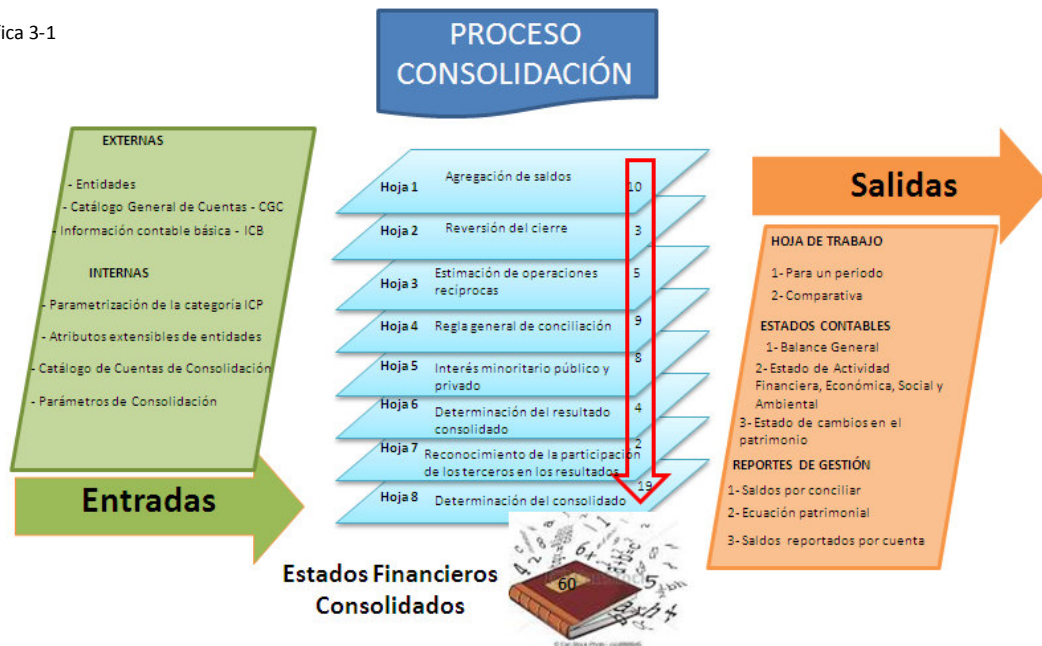 fica 3-1
PROCESO
CONSOLIDACIÓN
EXTERNAS
- Entidades
- Catálogo General de Cuentas - CGC
- Información contable básica - ICB
INTERNAS
- Parametrización de la categoría ICP
- Atributos extensibles de entidades
- Catálogo de Cuentas de Consolidación
- Parámetros de Consolidación
Entradas
Hoja 1 Agregación de saldos 10
Hoja 2 Reversión del cierre 3
Hoja 3 Estimación de operaciones
recíprocas 5
Hoja 4 Regla general de conciliación 9
Hoja 5 Interés minoritario público y
privado 8
Hoja 6 Determinación del resultado
consolidado 4
Hoja 7 Reconocimiento de la participación
de los terceros en los resultados 2
Hoja 8 Determinación del consolidado 19
Estados Financieros
Consolidados
60
Salidas
HOJA DE TRABAJO
1- Para un periodo
2- Comparativa
ESTADOS CONTABLES
1- Balance General
2- Estado de Actividad
Financiera, Económica, Social y
Ambiental
3- Estado de cambios en el
patrimonio
REPORTES DE GESTIÓN
1- Saldos por conciliar
2- Ecuación patrimonial
3- Saldos reportados por cuenta